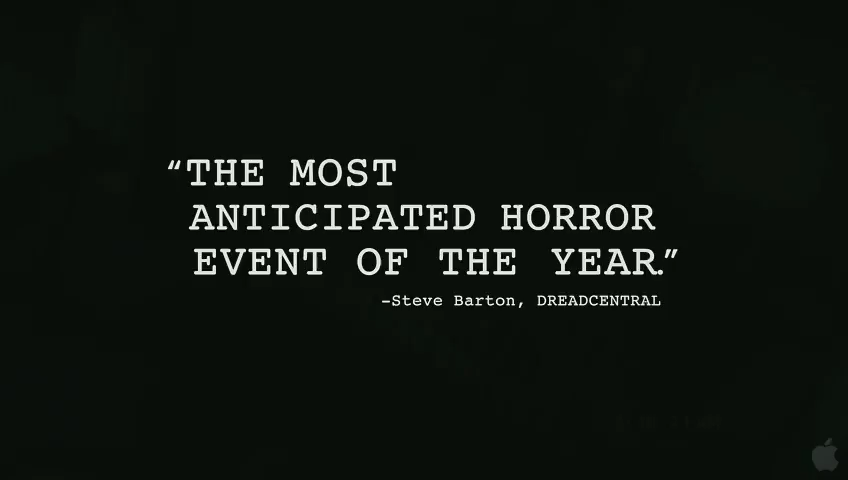 “THE MOST
ANTICIPATED HORROR
EVENT OF THE YEAR.”
–Steve Barton, DREADCENTRAL